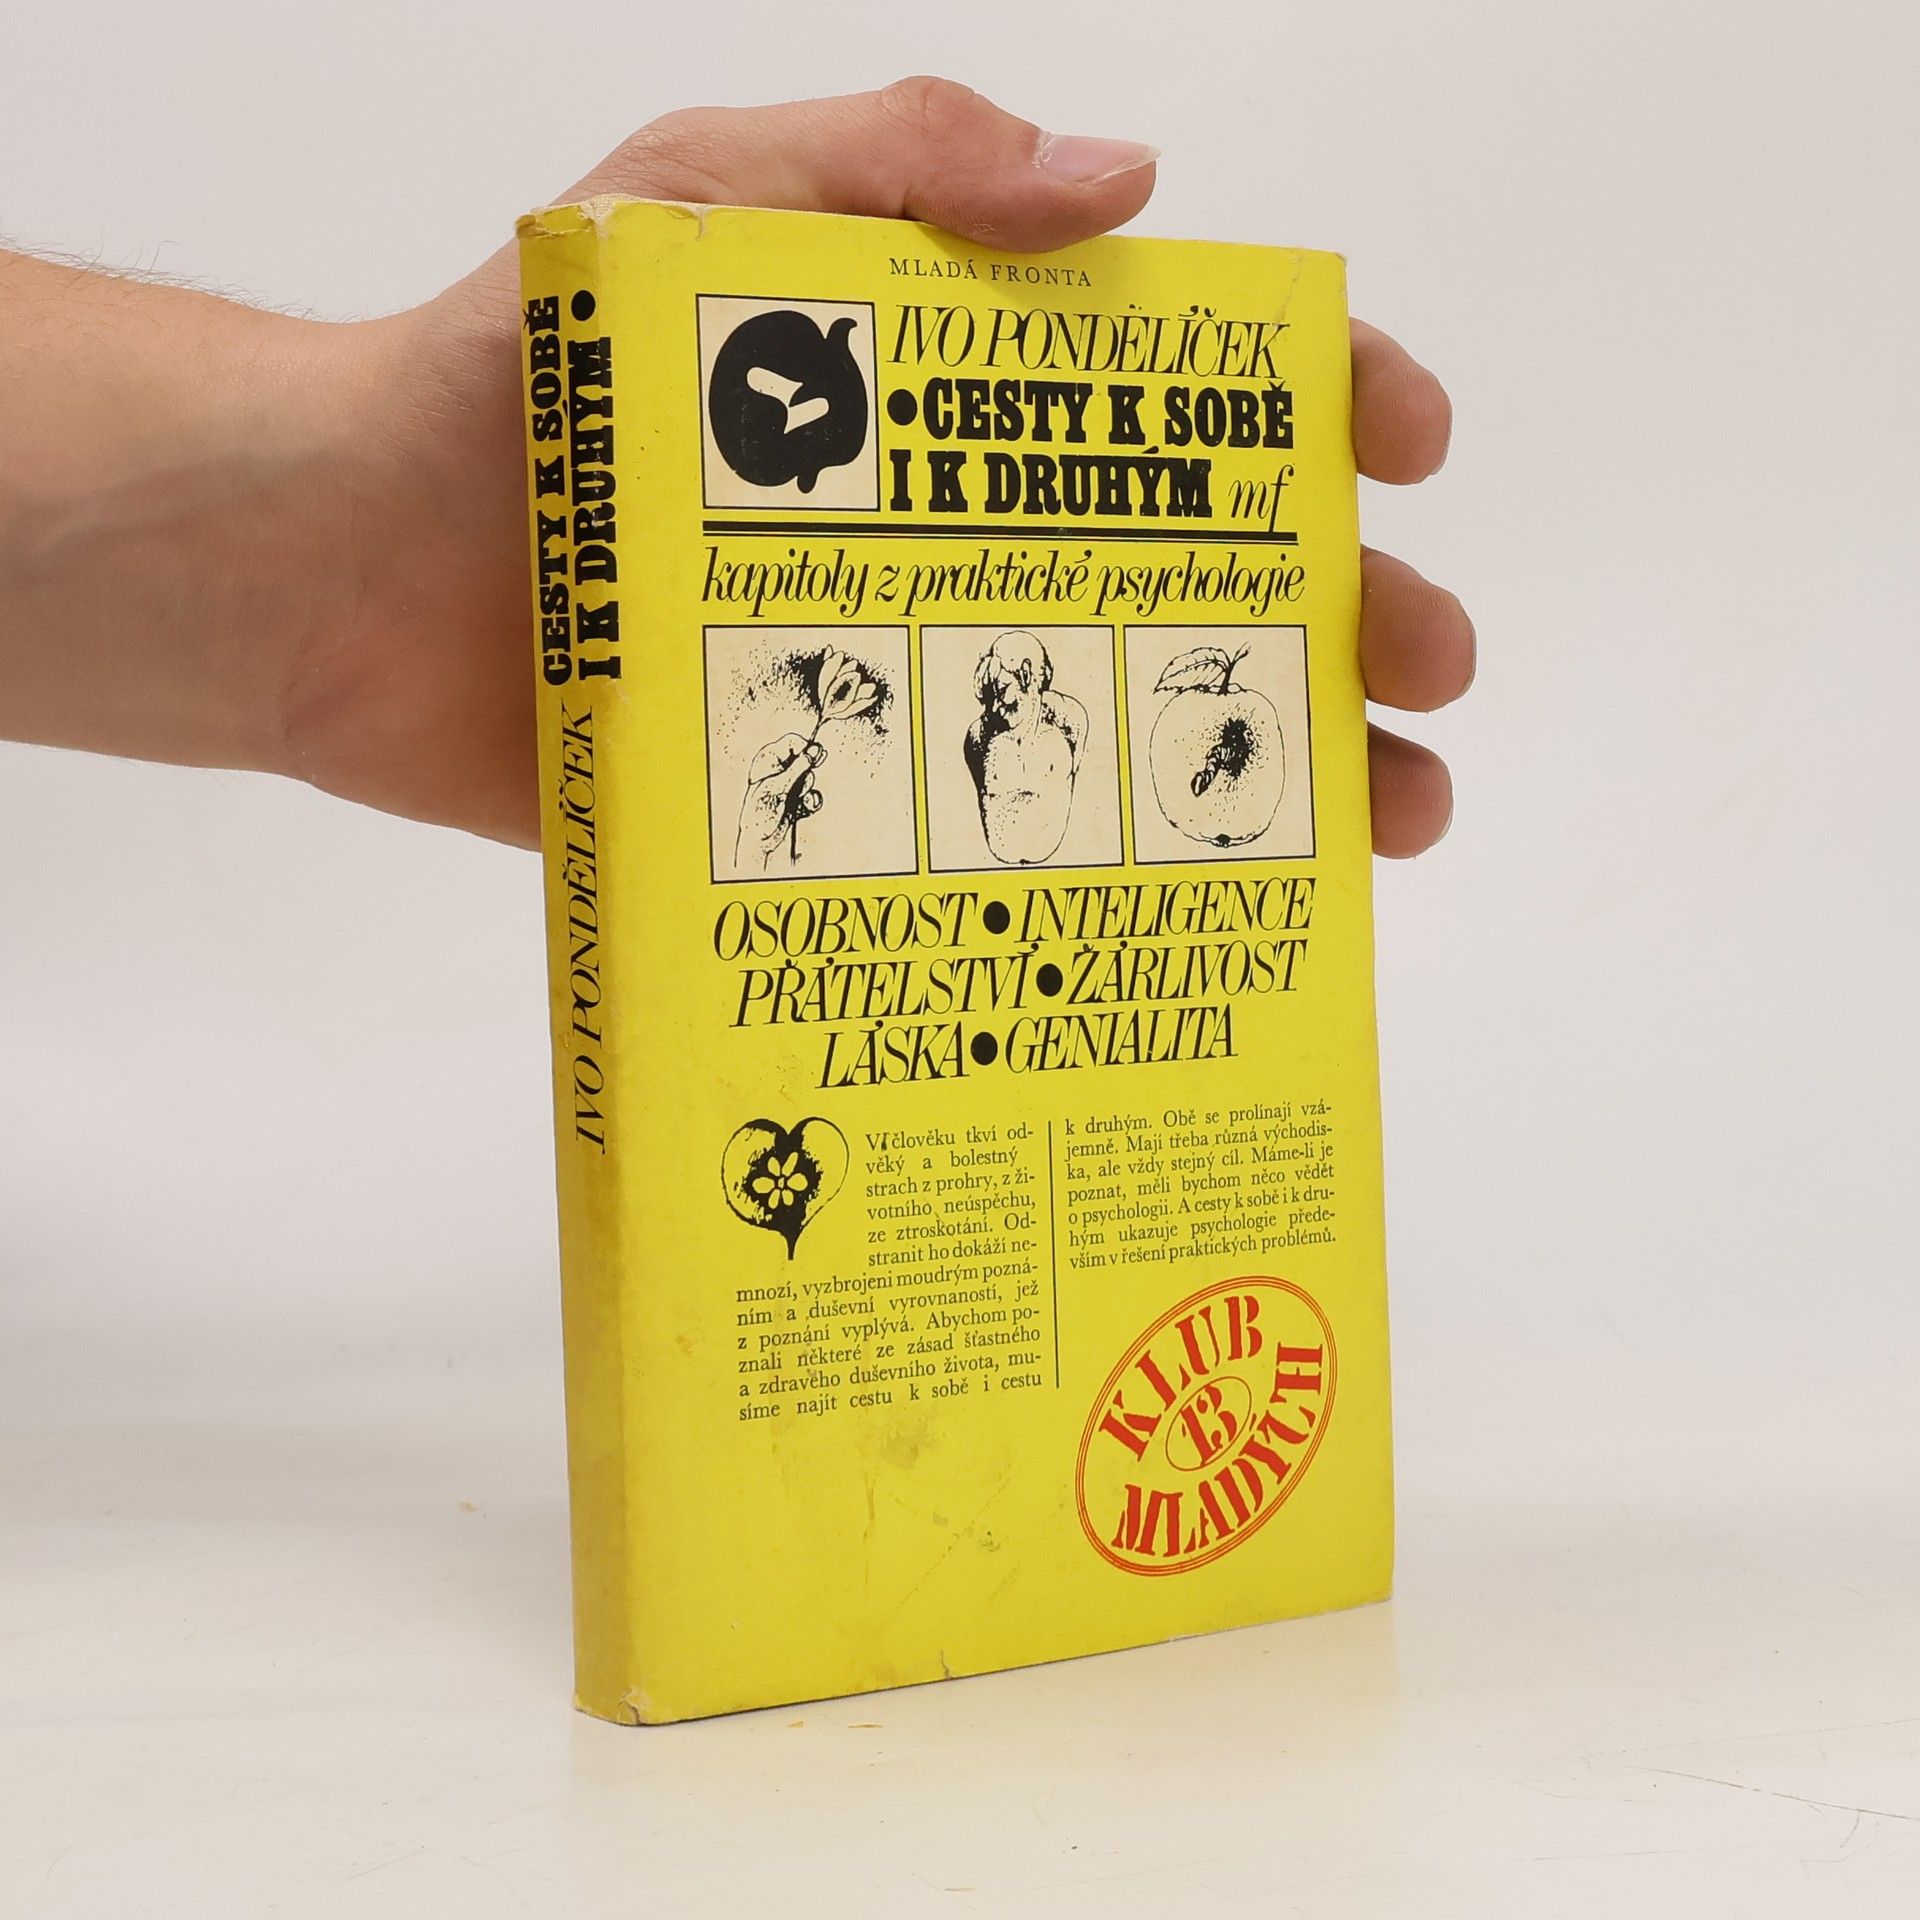 CESTY K SOBĚ
I K DRUHÝM •
IVO PONDĚLÍČEK
MLADÁ FRONTA
IVO PONDĚLÍČEK
• CESTY K SOBĚ
I K DRUHÝM mf
kapitoly z praktické psychologie
OSOBNOST • INTELIGENCE
PŘÁTELSTVÍ • ŽÁRLIVOST
LÁSKA • GENIALITA
V člověku tkví od-
věký a bolestný
strach z prohry, z ži-
votního neúspěchu,
ze ztroskotání. Od-
stranit ho dokáží ne-
mnozí, vyzbrojeni moudrým pozná-
ním a duševní vyrovnaností, jež
z poznání vyplývá. Abychom po-
znali některé ze zásad šťastného
a zdravého duševního života, mu-
síme najít cestu k sobě i cestu
k druhým. Obě se prolínají vzá-
jemně. Mají třeba různá východis-
ka, ale vždy stejný cíl. Máme-li je
poznat, měli bychom něco vědět
o psychologii. A cesty k sobě i k dru-
hým ukazuje psychologie přede-
vším v řešení praktických problémů.
KLUB
13
MLADÝCH